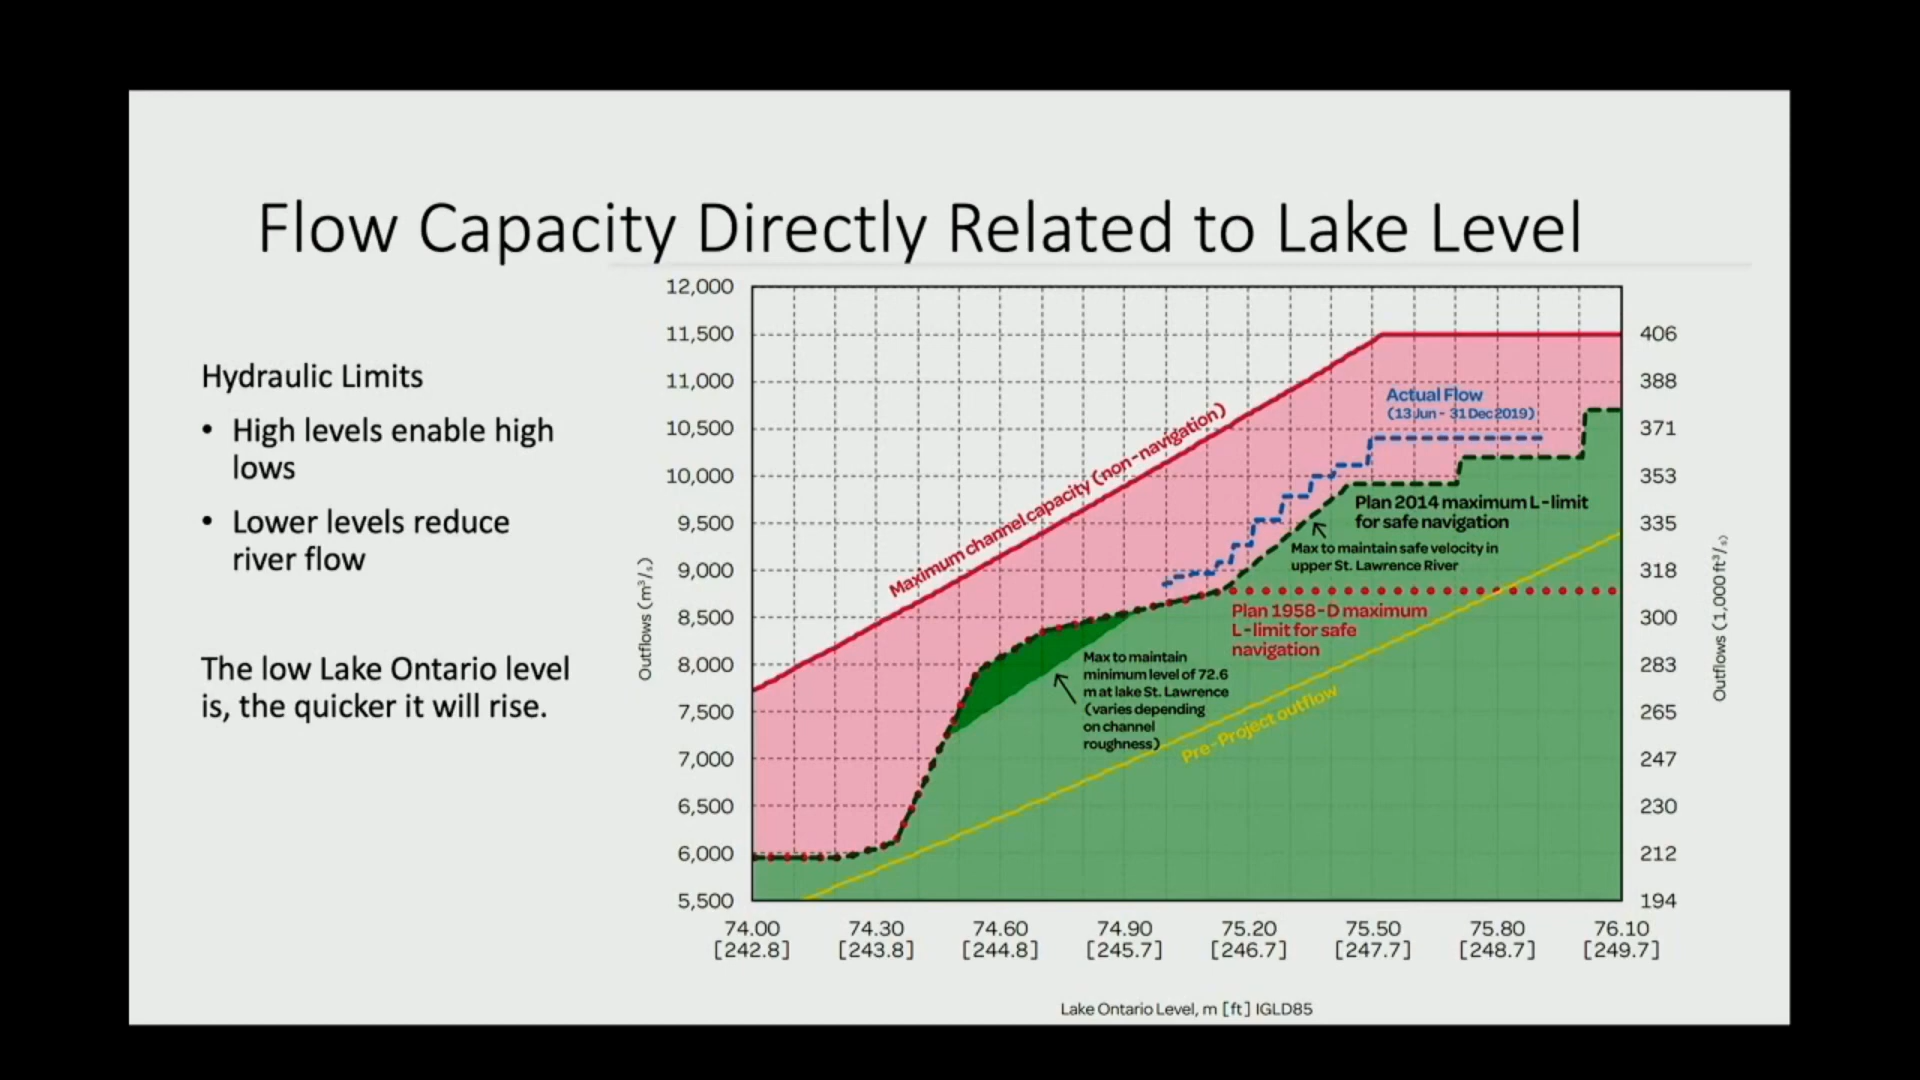 Flow Capacity Directly Related to Lake Level
Hydraulic Limits
• High levels enable high
lows
• Lower levels reduce
river flow
The low Lake Ontario level
is, the quicker it will rise.
Outflows (m³/s)
12,000
11,500
11,000
10,500
10,000
9,500
9,000
8,500
8,000
7,500
7,000
6,500
6,000
5,500
Maximum channel capacity (non-navigation)
Actual Flow
(13 Jun - 31 Dec 2019)
Plan 2014 maximum L-limit
for safe navigation
Max to maintain safe velocity in
upper St. Lawrence River
Plan 1958-D maximum
L-limit for safe
navigation
Max to maintain
minimum level of 72.6
m at lake St. Lawrence
(varies depending
on channel
roughness)
Pre-Project outflow
406
388
371
353
335
318
300
283
265
247
230
212
194
Outflows (1,000 ft³/s)
74.00 74.30 74.60 74.90 75.20 75.50 75.80 76.10
[242.8] [243.8] [244.8] [245.7] [246.7] [247.7] [248.7] [249.7]
Lake Ontario Level, m [ft] IGLD85